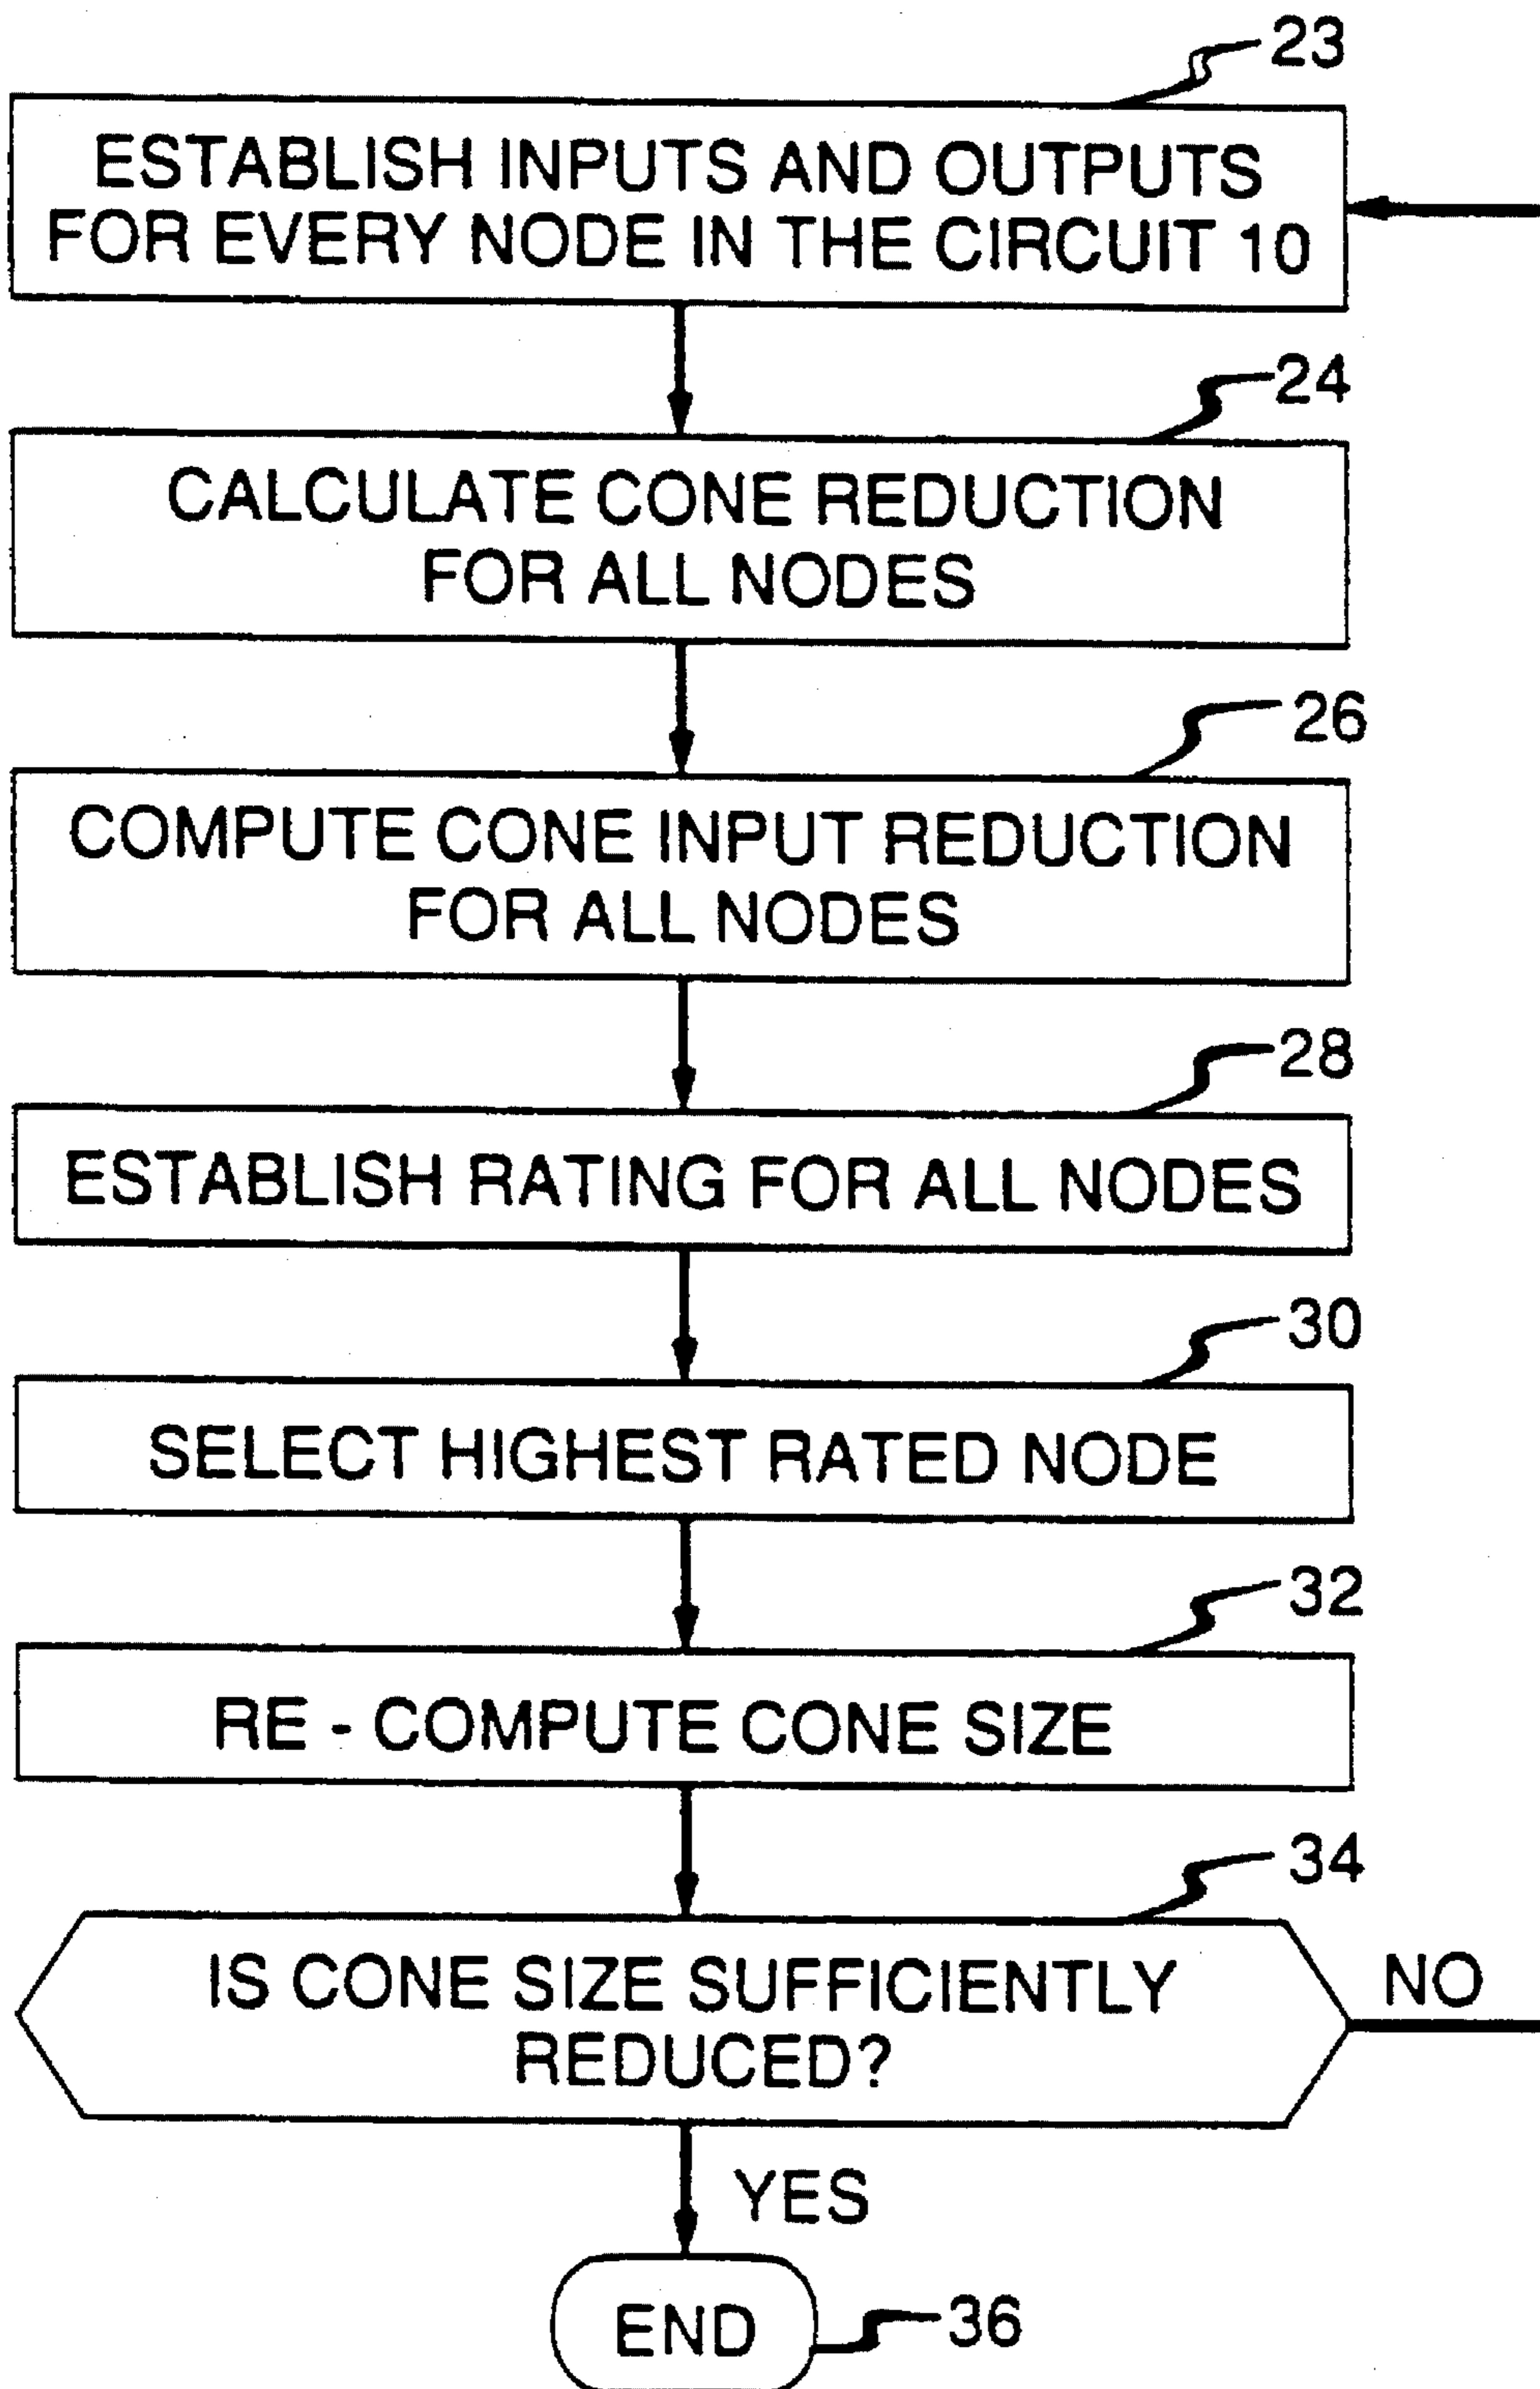 23
ESTABLISH INPUTS AND OUTPUTS
FOR EVERY NODE IN THE CIRCUIT 10
24
CALCULATE CONE REDUCTION
FOR ALL NODES
26
COMPUTE CONE INPUT REDUCTION
FOR ALL NODES
28
ESTABLISH RATING FOR ALL NODES
30
SELECT HIGHEST RATED NODE
32
RE - COMPUTE CONE SIZE
34
IS CONE SIZE SUFFICIENTLY
REDUCED?
NO
YES
END
36